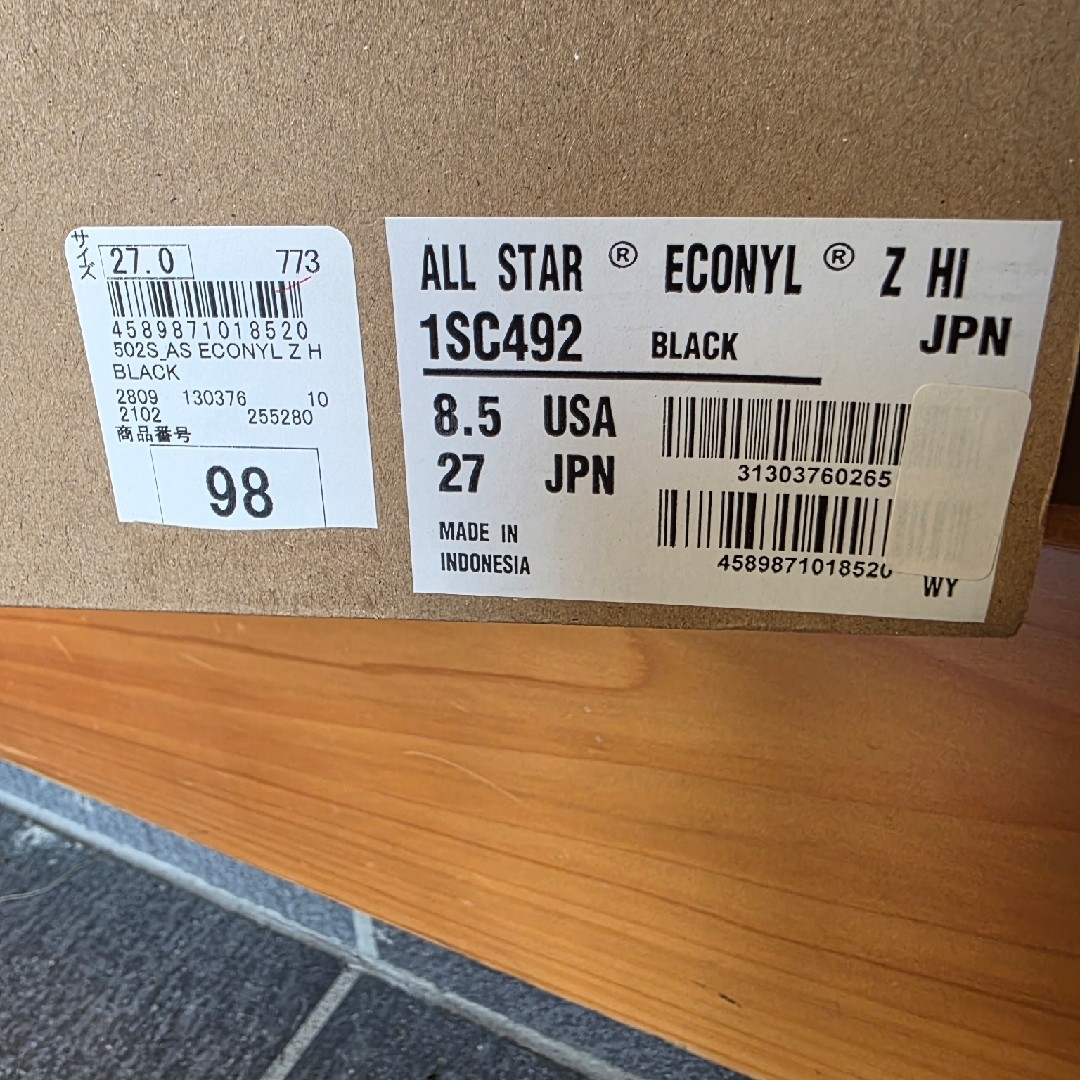 サイズ 27.0 773
4589871018520
502S_AS ECONYL Z H
BLACK
2809 130376 10
2102 255280
商品番号
98
ALL STAR ® ECONYL ® Z HI
1SC492 BLACK JPN
8.5 USA
27 JPN
31303760265
MADE IN
INDONESIA
4589871018520
WY